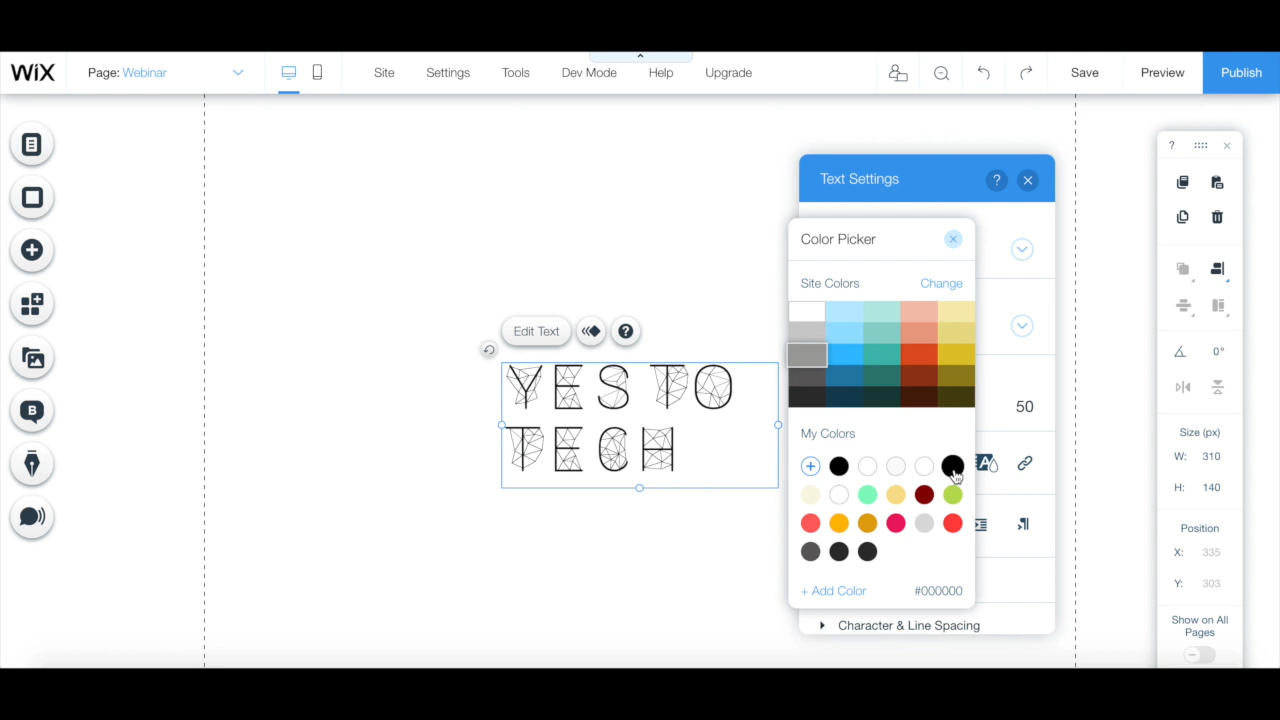 WiX Page: Webinar Site Settings Tools Dev Mode Help Upgrade Save Preview Publish
Text Settings ?
Color Picker
Site Colors Change
Edit Text ?
YES TO
TECH
50
My Colors
A
+ Add Color #000000
Character & Line Spacing
B
?
0°
Size (px)
W: 310
H: 140
Position
X: 335
Y: 303
Show on All
Pages